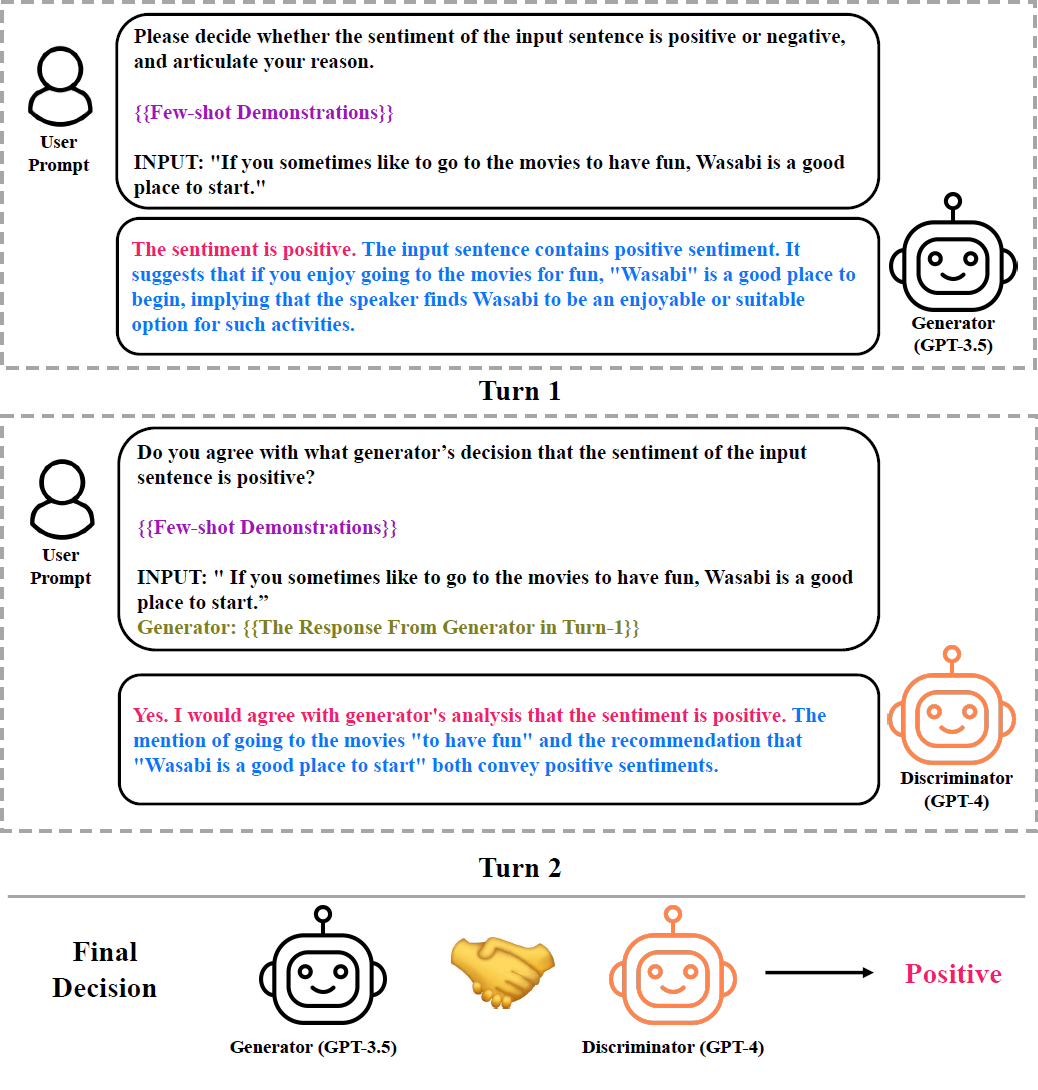 Please decide whether the sentiment of the input sentence is positive or negative,
and articulate your reason.
{{Few-shot Demonstrations}}
INPUT: "If you sometimes like to go to the movies to have fun, Wasabi is a good
place to start."
User
Prompt
The sentiment is positive. The input sentence contains positive sentiment. It
suggests that if you enjoy going to the movies for fun, "Wasabi" is a good place to
begin, implying that the speaker finds Wasabi to be an enjoyable or suitable
option for such activities.
Generator
(GPT-3.5)
Turn 1
Do you agree with what generator’s decision that the sentiment of the input
sentence is positive?
{{Few-shot Demonstrations}}
INPUT: " If you sometimes like to go to the movies to have fun, Wasabi is a good
place to start.”
Generator: {{The Response From Generator in Turn-1}}
User
Prompt
Yes. I would agree with generator's analysis that the sentiment is positive. The
mention of going to the movies "to have fun" and the recommendation that
"Wasabi is a good place to start" both convey positive sentiments.
Discriminator
(GPT-4)
Turn 2
Final
Decision
Positive
Generator (GPT-3.5)
Discriminator (GPT-4)